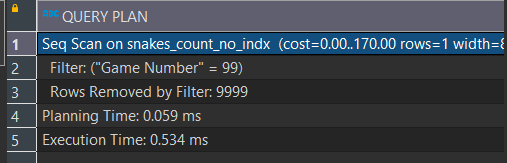 QUERY PLAN
1 Seq Scan on snakes_count_no_indx (cost=0.00..170.00 rows=1 width=8
2 Filter: ("Game Number" = 99)
3 Rows Removed by Filter: 9999
4 Planning Time: 0.059 ms
5 Execution Time: 0.534 ms